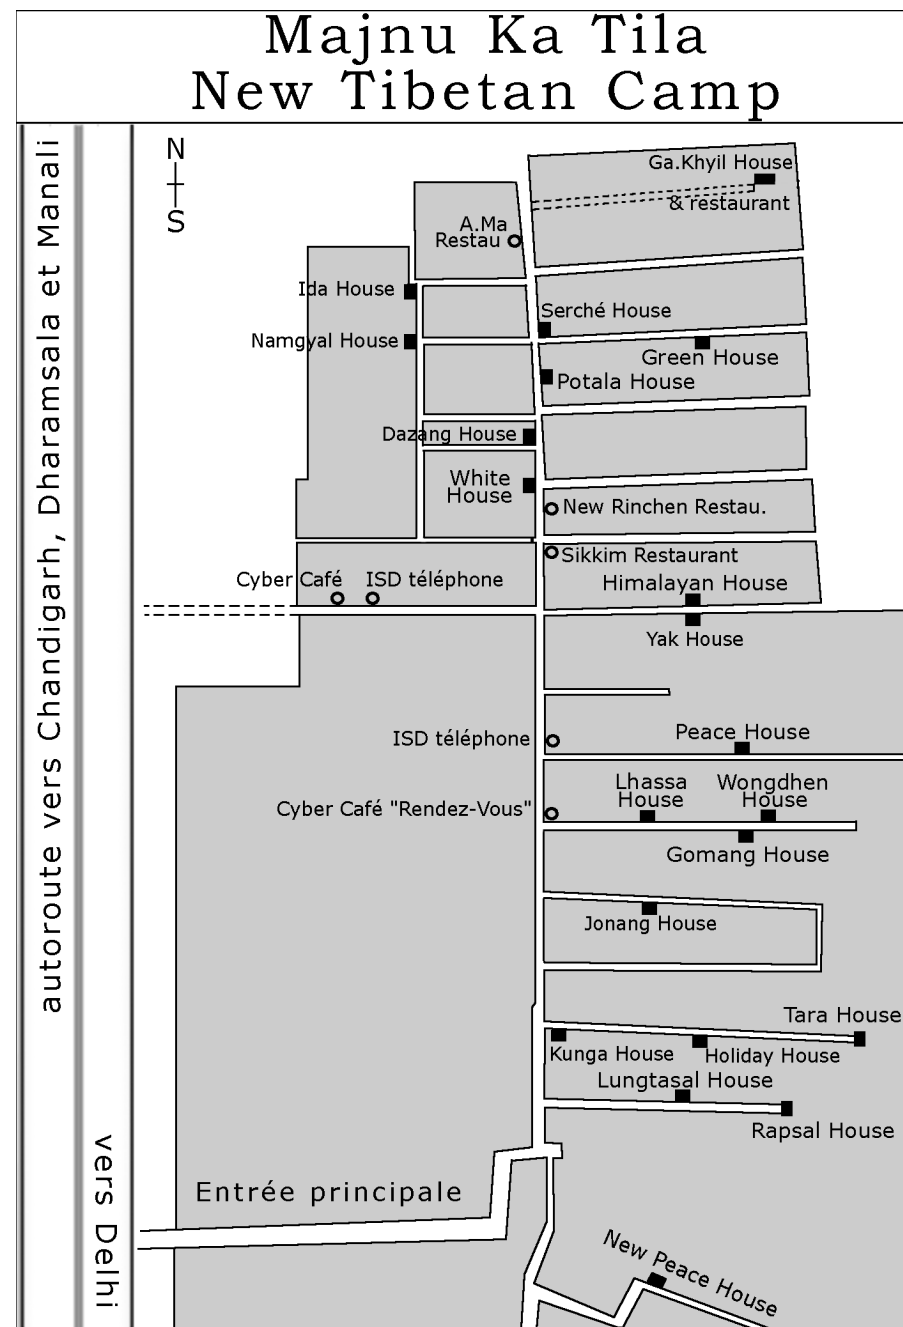 Majnu Ka Tila
New Tibetan Camp
autoroute vers Chandigarh, Dharamsala et Manali
vers Delhi
N
S
Ga.Khyil House
& restaurant
A.Ma
Restau
Ida House
Serché House
Namgyal House
Green House
Potala House
Dazang House
White
House
New Rinchen Restau.
Sikkim Restaurant
Cyber Café
ISD téléphone
Himalayan House
Yak House
ISD téléphone
Peace House
Lhassa
House
Wongdhen
House
Cyber Café "Rendez-Vous"
Gomang House
Jonang House
Tara House
Kunga House
Holiday House
Lungtasal House
Rapsal House
Entrée principale
New Peace House